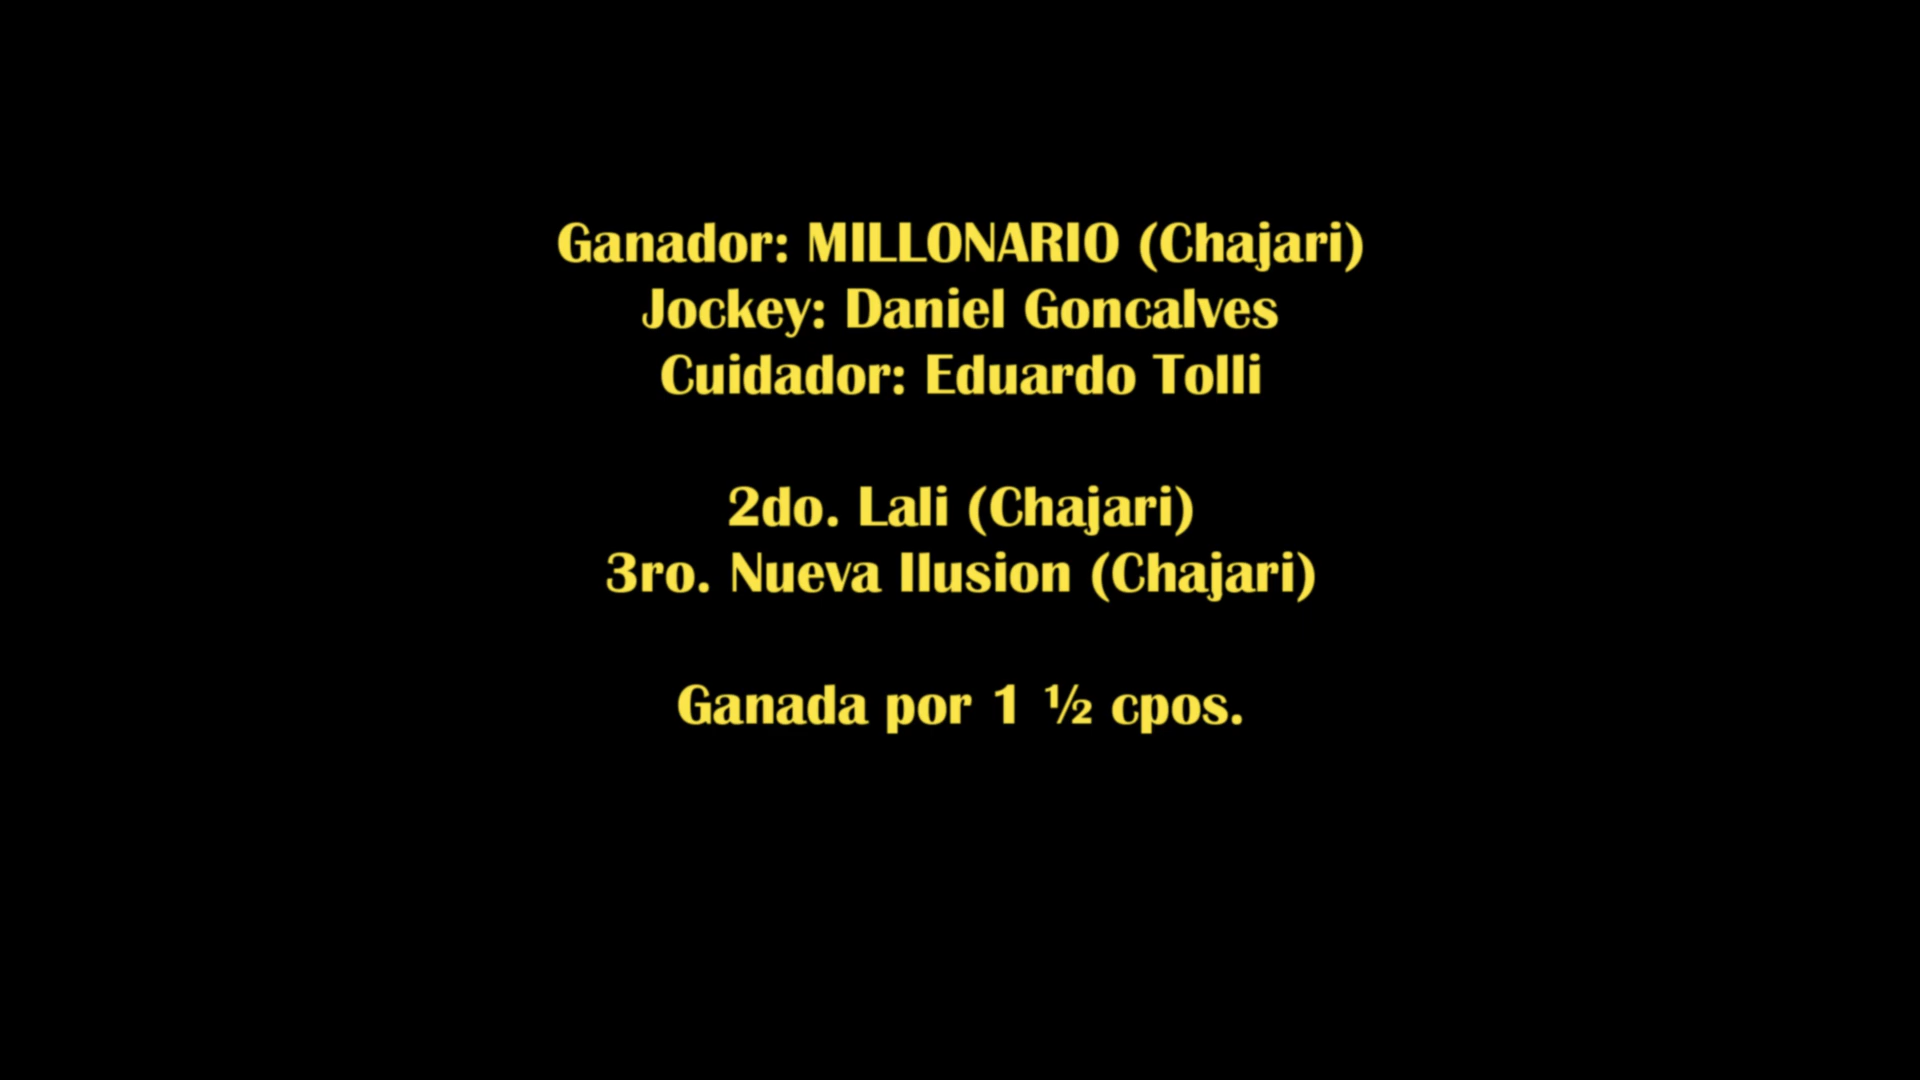 Ganador: MILLONARIO (Chajari)
Jockey: Daniel Goncalves
Cuidador: Eduardo Tolli
2do. Lali (Chajari)
3ro. Nueva Ilusion (Chajari)
Ganada por 1 ½ cpos.